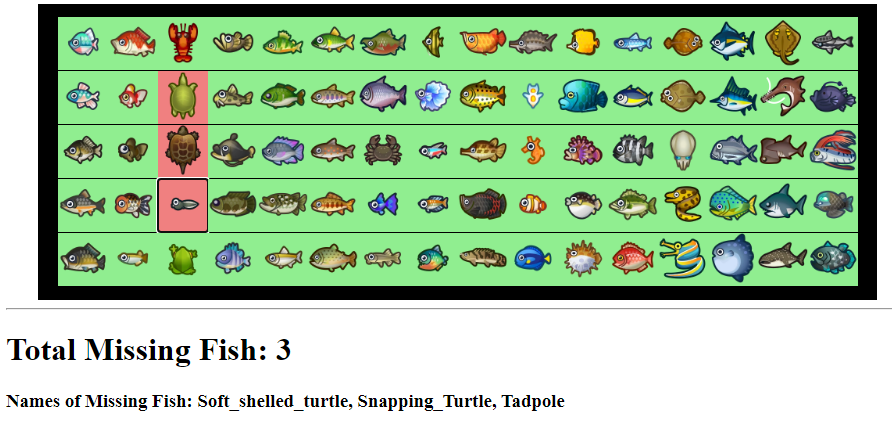 Total Missing Fish: 3
Names of Missing Fish: Soft_shelled_turtle, Snapping_Turtle, Tadpole